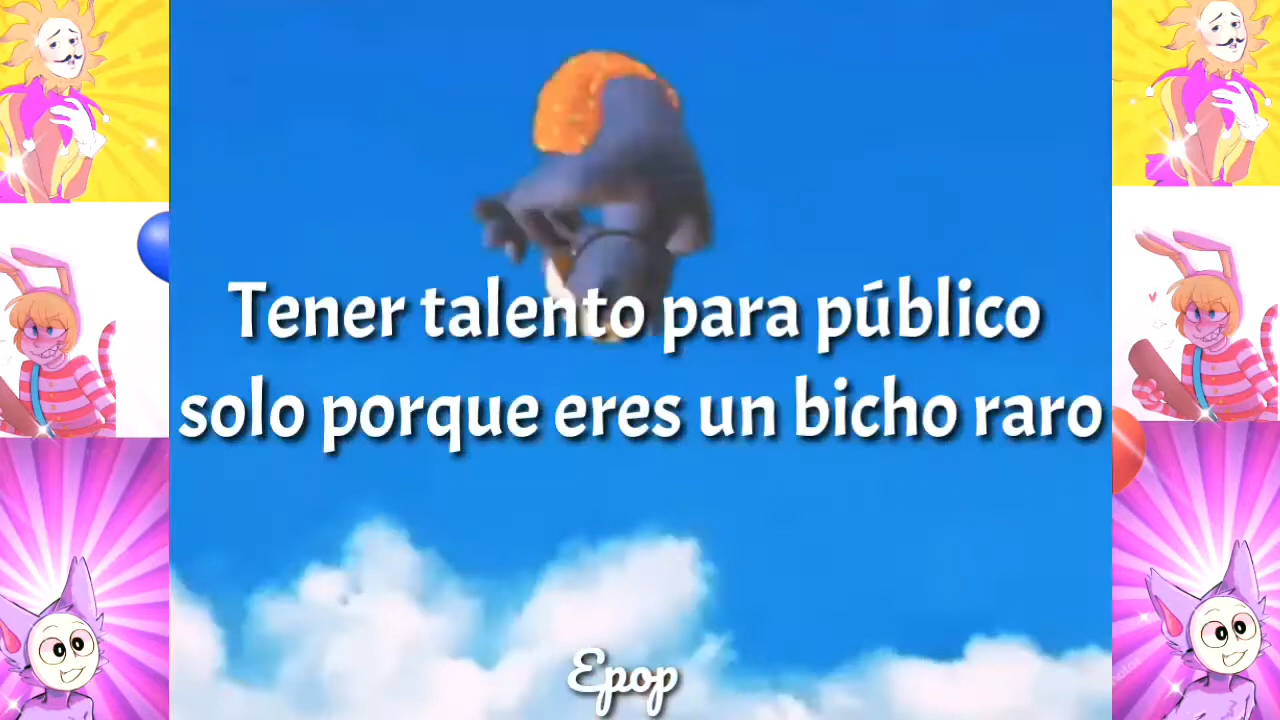 Tener talento para público
solo porque eres un bicho raro
Epop